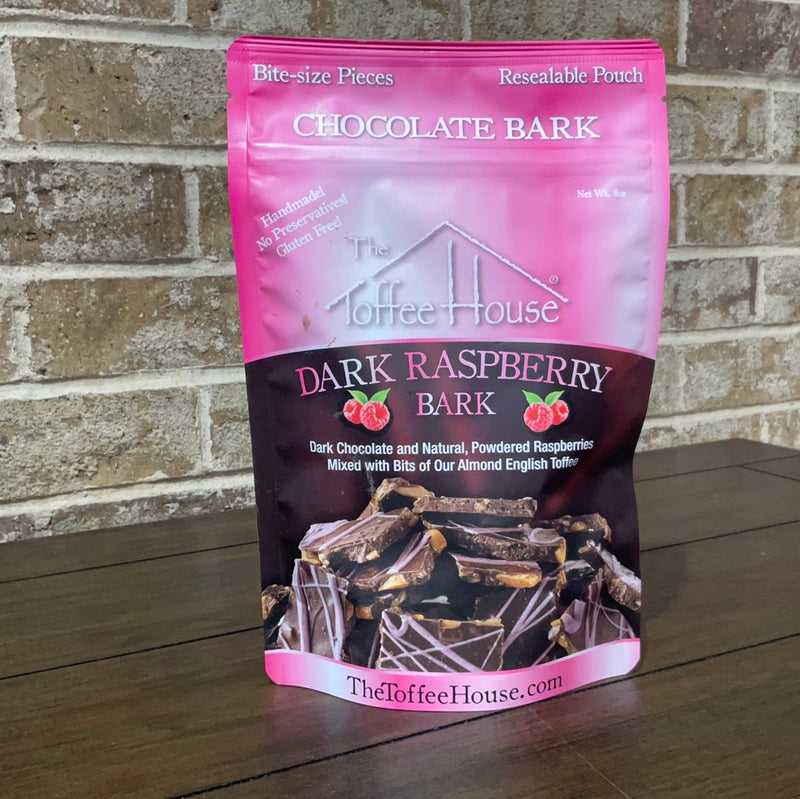 Bite-size Pieces
Resealable Pouch
CHOCOLATE BARK
Net Wt. 8oz
Handmade!
No Preservatives!
Gluten Free!
The
Toffee House®
DARK RASPBERRY
BARK
Dark Chocolate and Natural, Powdered Raspberries
Mixed with Bits of Our Almond English Toffee
TheToffeeHouse.com